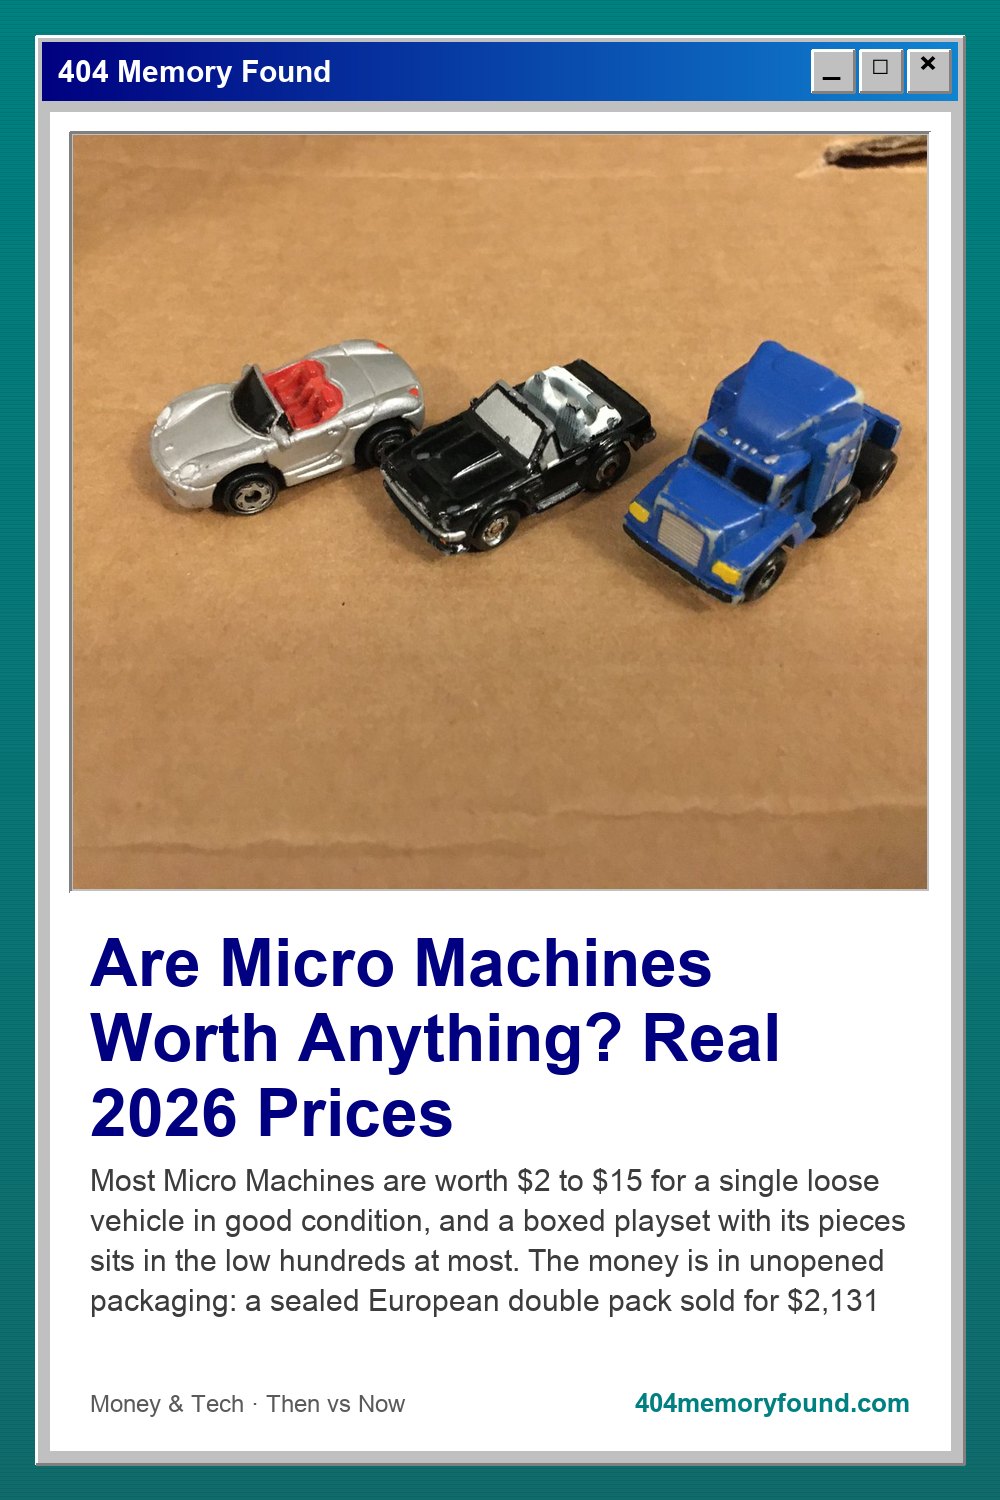 404 Memory Found
Are Micro Machines
Worth Anything? Real
2026 Prices
Most Micro Machines are worth $2 to $15 for a single loose
vehicle in good condition, and a boxed playset with its pieces
sits in the low hundreds at most. The money is in unopened
packaging: a sealed European double pack sold for $2,131
Money & Tech · Then vs Now
404memoryfound.com